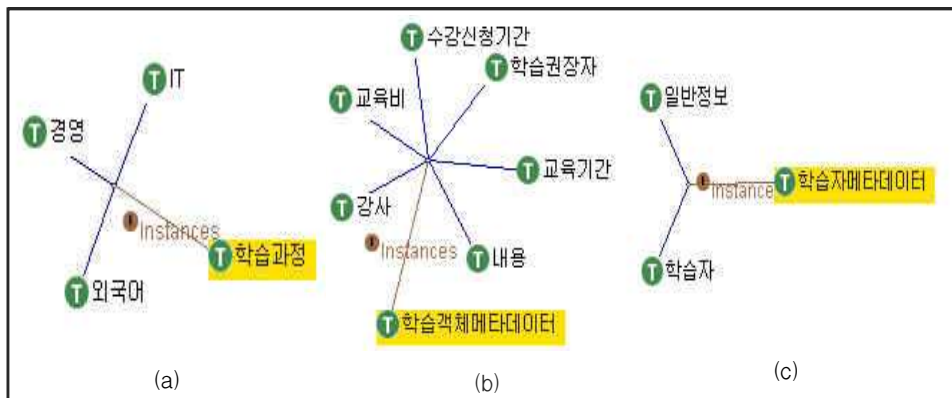 T IT
T 경영
Instances
T 학습과정
T 외국어
(a)
T 수강신청기간
T 학습권장자
T 교육비
T 교육기간
T 강사
Instances
T 내용
T 학습객체메타데이터
(b)
T 일반정보
Instances
T 학습자메타데이터
T 학습자
(c)